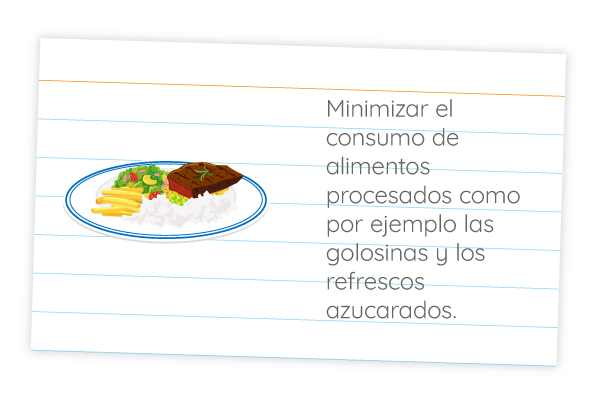 Minimizar el
consumo de
alimentos
procesados como
por ejemplo las
golosinas y los
refrescos
azucarados.